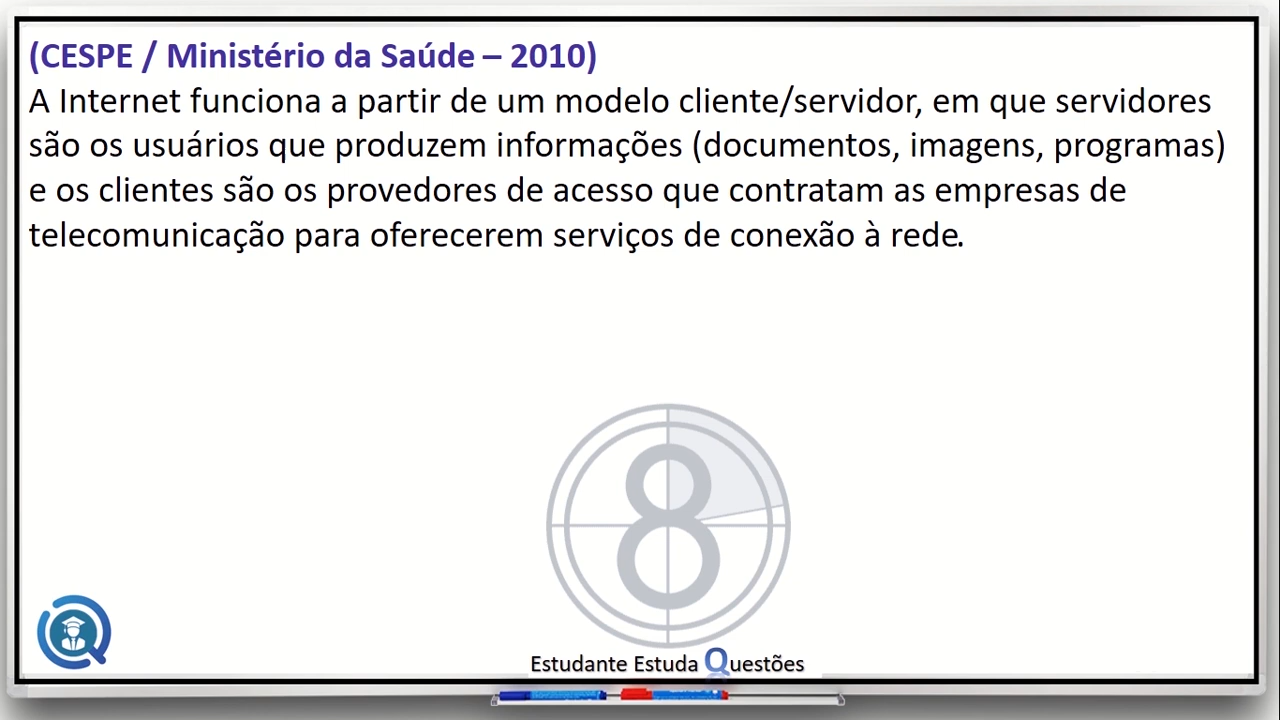 (CESPE / Ministério da Saúde – 2010)
A Internet funciona a partir de um modelo cliente/servidor, em que servidores
são os usuários que produzem informações (documentos, imagens, programas)
e os clientes são os provedores de acesso que contratam as empresas de
telecomunicação para oferecerem serviços de conexão à rede.
8
Estudante Estuda Questões